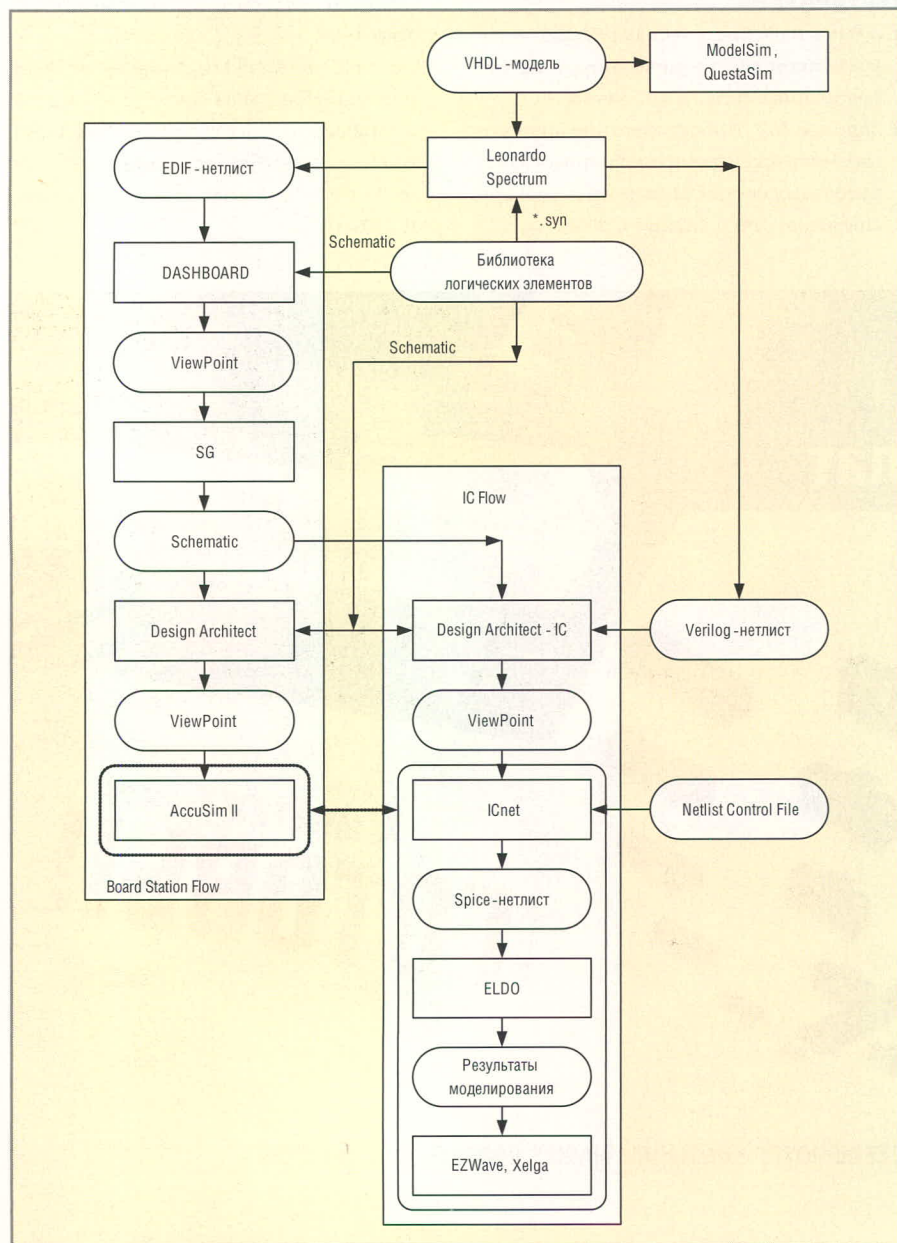 VHDL-модель
ModelSim,
QuestaSim
EDIF-нетлист
Leonardo
Spectrum
*.syn
Schematic
DASHBOARD
Библиотека
логических элементов
Schematic
ViewPoint
SG
IC Flow
Schematic
Design Architect
Design Architect-IC
Verilog-нетлист
ViewPoint
ViewPoint
AccuSim II
ICnet
Netlist Control File
Board Station Flow
Spice-нетлист
ELDO
Результаты
моделирования
EZWave, Xelga